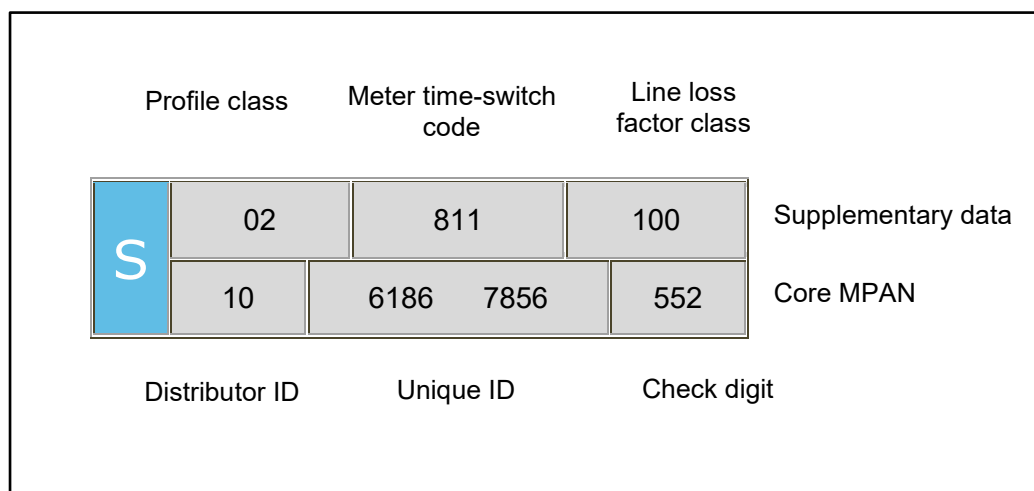 Profile class
Meter time-switch
code
Line loss
factor class
S
02
811
100
Supplementary data
10
6186 7856
552
Core MPAN
Distributor ID
Unique ID
Check digit